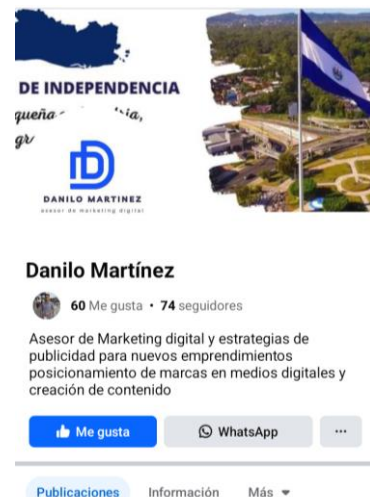 DE INDEPENDENCIA
DANILO MARTINEZ
asesor de marketing digital
Danilo Martínez
60 Me gusta • 74 seguidores
Asesor de Marketing digital y estrategias de
publicidad para nuevos emprendimientos
posicionamiento de marcas en medios digitales y
creación de contenido
Me gusta
WhatsApp
...
Publicaciones Información Más